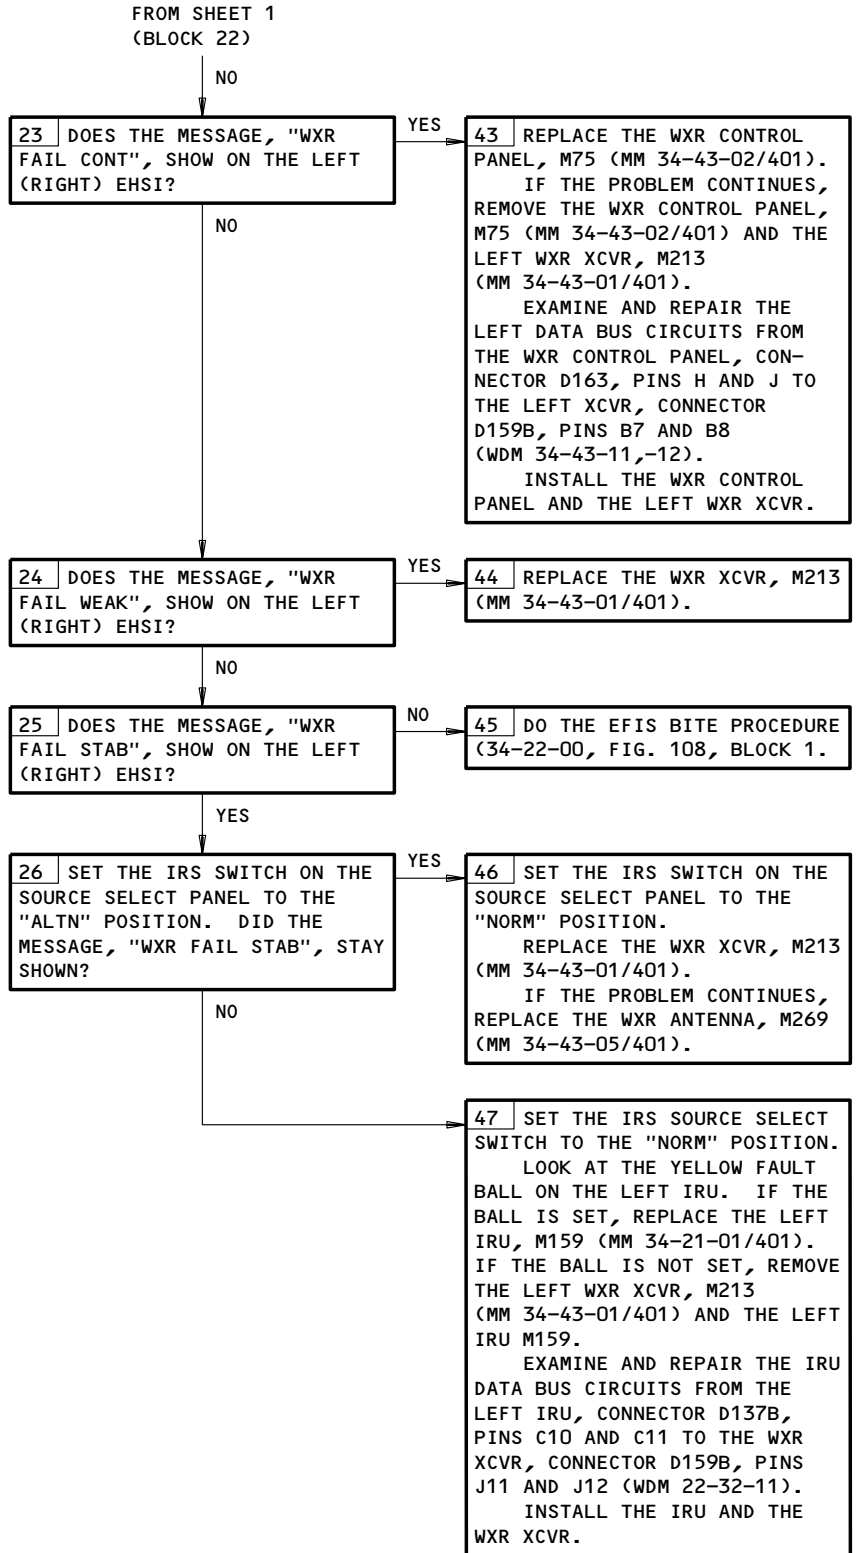 FROM SHEET 1
(BLOCK 22)
NO
23 DOES THE MESSAGE, "WXR
FAIL CONT", SHOW ON THE LEFT
(RIGHT) EHSI?
YES
NO
43 REPLACE THE WXR CONTROL
PANEL, M75 (MM 34-43-02/401).
IF THE PROBLEM CONTINUES,
REMOVE THE WXR CONTROL PANEL,
M75 (MM 34-43-02/401) AND THE
LEFT WXR XCVR, M213
(MM 34-43-01/401).
EXAMINE AND REPAIR THE
LEFT DATA BUS CIRCUITS FROM
THE WXR CONTROL PANEL, CON-
NECTOR D163, PINS H AND J TO
THE LEFT XCVR, CONNECTOR
D159B, PINS B7 AND B8
(WDM 34-43-11,-12).
INSTALL THE WXR CONTROL
PANEL AND THE LEFT WXR XCVR.
24 DOES THE MESSAGE, "WXR
FAIL WEAK", SHOW ON THE LEFT
(RIGHT) EHSI?
YES
NO
44 REPLACE THE WXR XCVR, M213
(MM 34-43-01/401).
25 DOES THE MESSAGE, "WXR
FAIL STAB", SHOW ON THE LEFT
(RIGHT) EHSI?
NO
YES
45 DO THE EFIS BITE PROCEDURE
(34-22-00, FIG. 108, BLOCK 1.
26 SET THE IRS SWITCH ON THE
SOURCE SELECT PANEL TO THE
"ALTN" POSITION. DID THE
MESSAGE, "WXR FAIL STAB", STAY
SHOWN?
YES
NO
46 SET THE IRS SWITCH ON THE
SOURCE SELECT PANEL TO THE
"NORM" POSITION.
REPLACE THE WXR XCVR, M213
(MM 34-43-01/401).
IF THE PROBLEM CONTINUES,
REPLACE THE WXR ANTENNA, M269
(MM 34-43-05/401).
47 SET THE IRS SOURCE SELECT
SWITCH TO THE "NORM" POSITION.
LOOK AT THE YELLOW FAULT
BALL ON THE LEFT IRU. IF THE
BALL IS SET, REPLACE THE LEFT
IRU, M159 (MM 34-21-01/401).
IF THE BALL IS NOT SET, REMOVE
THE LEFT WXR XCVR, M213
(MM 34-43-01/401) AND THE LEFT
IRU M159.
EXAMINE AND REPAIR THE IRU
DATA BUS CIRCUITS FROM THE
LEFT IRU, CONNECTOR D137B,
PINS C10 AND C11 TO THE WXR
XCVR, CONNECTOR D159B, PINS
J11 AND J12 (WDM 22-32-11).
INSTALL THE IRU AND THE
WXR XCVR.